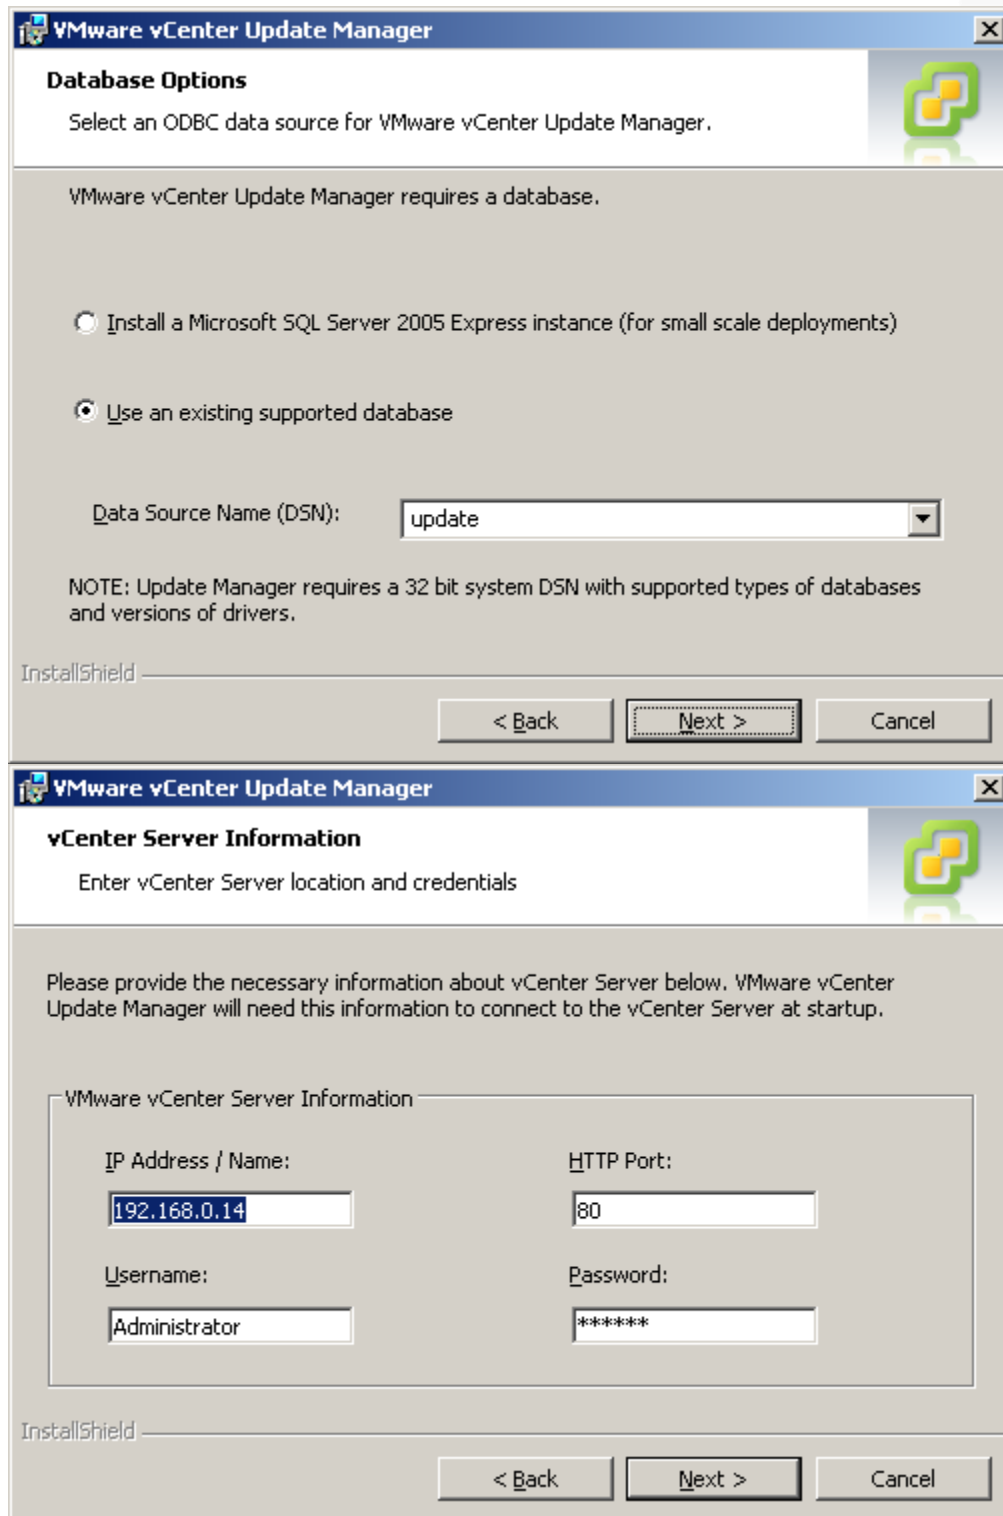 VMware vCenter Update Manager
Database Options
Select an ODBC data source for VMware vCenter Update Manager.
VMware vCenter Update Manager requires a database.
Install a Microsoft SQL Server 2005 Express instance (for small scale deployments)
Use an existing supported database
Data Source Name (DSN): update
NOTE: Update Manager requires a 32 bit system DSN with supported types of databases
and versions of drivers.
InstallShield
< Back Next > Cancel
VMware vCenter Update Manager
vCenter Server Information
Enter vCenter Server location and credentials
Please provide the necessary information about vCenter Server below. VMware vCenter
Update Manager will need this information to connect to the vCenter Server at startup.
VMware vCenter Server Information
IP Address / Name: HTTP Port:
192.168.0.14 80
Username: Password:
Administrator ******
InstallShield
< Back Next > Cancel